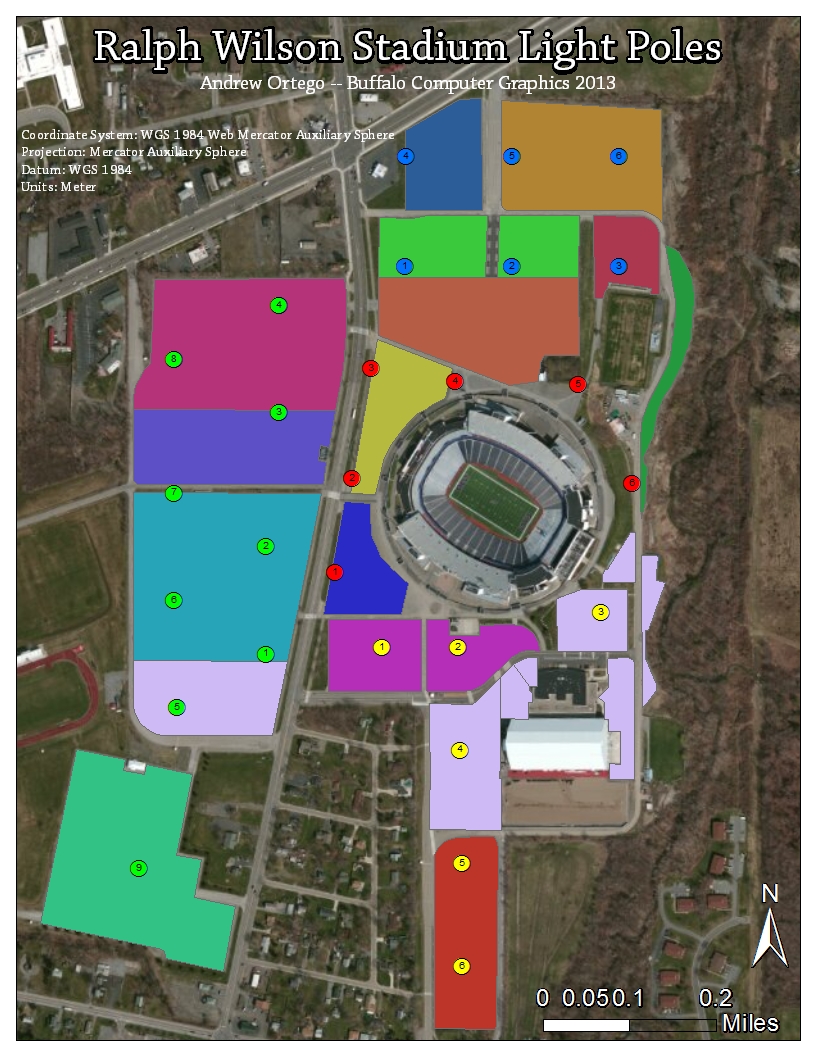 Ralph Wilson Stadium Light Poles
Andrew Ortego -- Buffalo Computer Graphics 2013
Coordinate System: WGS 1984 Web Mercator Auxiliary Sphere
Projection: Mercator Auxiliary Sphere
Datum: WGS 1984
Units: Meter
4 5 6
1 2 3
4
8
3
3
4
5
7
2
6
2
6
1
1
5
3
1 2
4
5
9
6
N
0 0.05 0.1 0.2
Miles